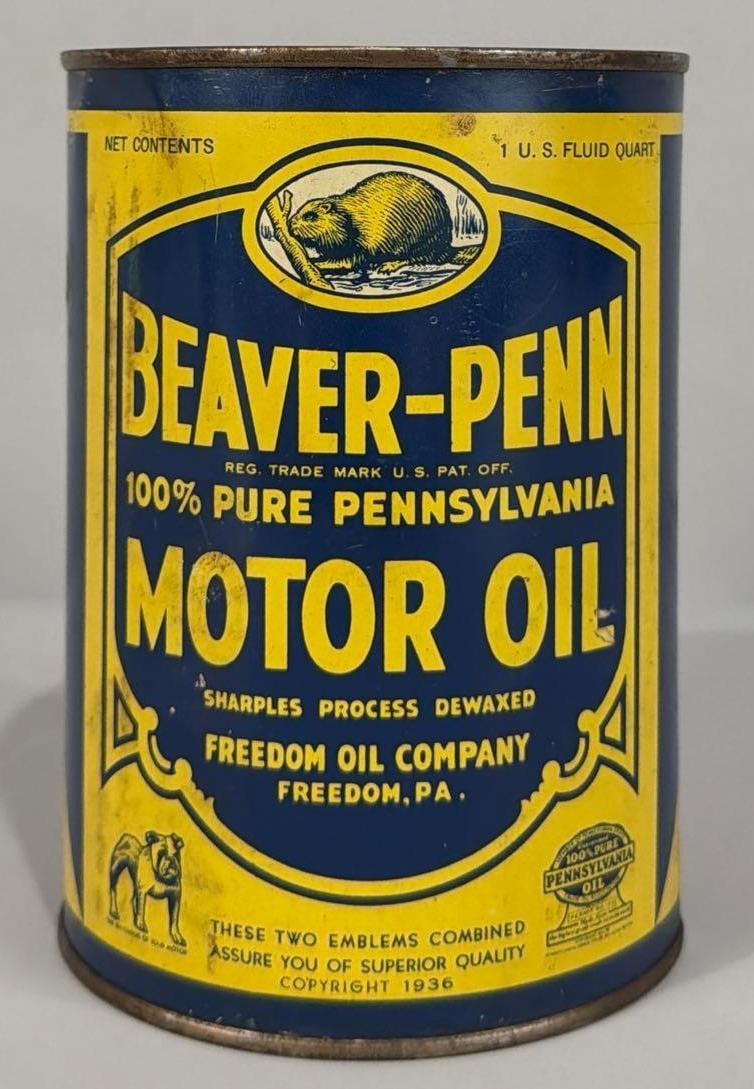 NET CONTENTS
1 U. S. FLUID QUART
BEAVER-PENN
REG. TRADE MARK U. S. PAT. OFF.
100% PURE PENNSYLVANIA
MOTOR OIL
SHARPLES PROCESS DEWAXED
FREEDOM OIL COMPANY
FREEDOM, PA.
100% PURE
PENNSYLVANIA
OIL
THESE TWO EMBLEMS COMBINED
ASSURE YOU OF SUPERIOR QUALITY
COPYRIGHT 1936